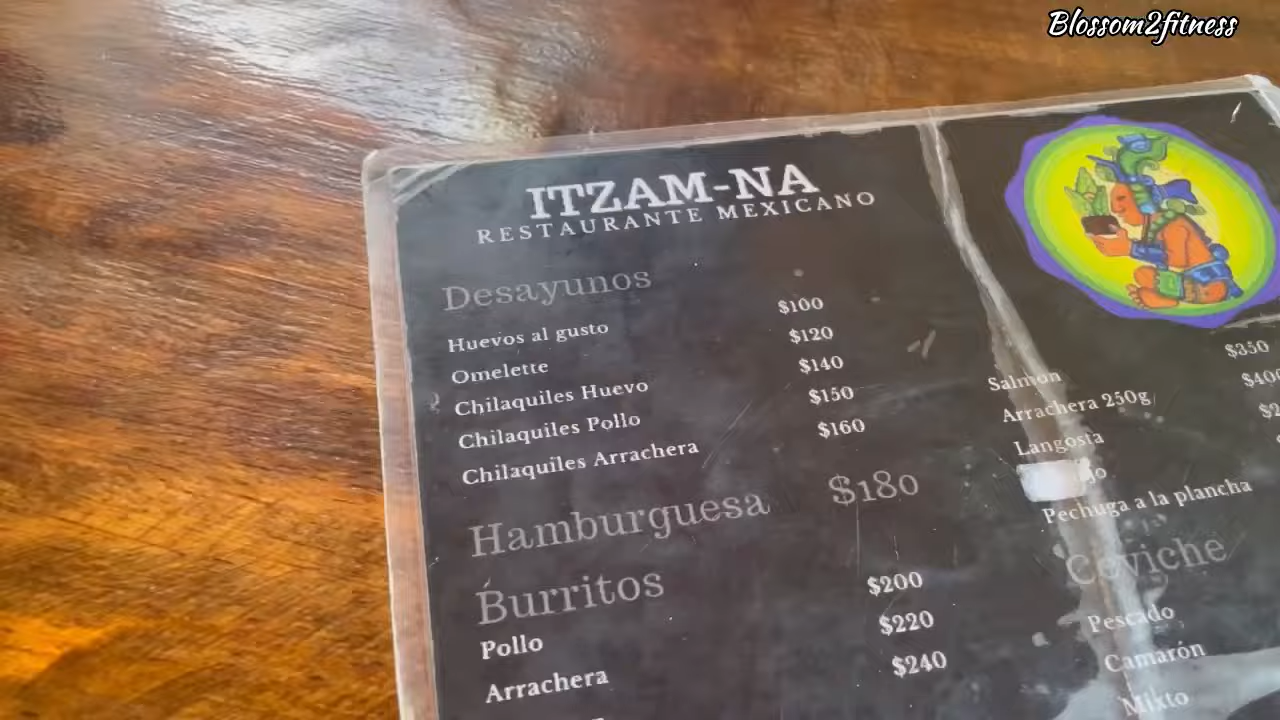 Blossom2fitness
ITZAM-NA
RESTAURANTE MEXICANO
Desayunos
Huevos al gusto $100
Omelette $120
Chilaquiles Huevo $140
Chilaquiles Pollo $150
Chilaquiles Arrachera $160
Hamburguesa $180
Burritos
Pollo $200
Arrachera $220
$240
Salmon $350
Arrachera 250g
Langosta
Pechuga a la plancha
Ceviche
Pescado
Camarón
Mixto